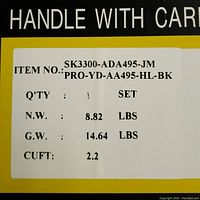 HANDLE WITH CAR
ITEM NO.: SK3300-ADA495-JM
PRO-YD-AA495-HL-BK
Q'TY : 1 SET
N.W. : 8.82 LBS
G.W. : 14.64 LBS
CUFT: 2.2